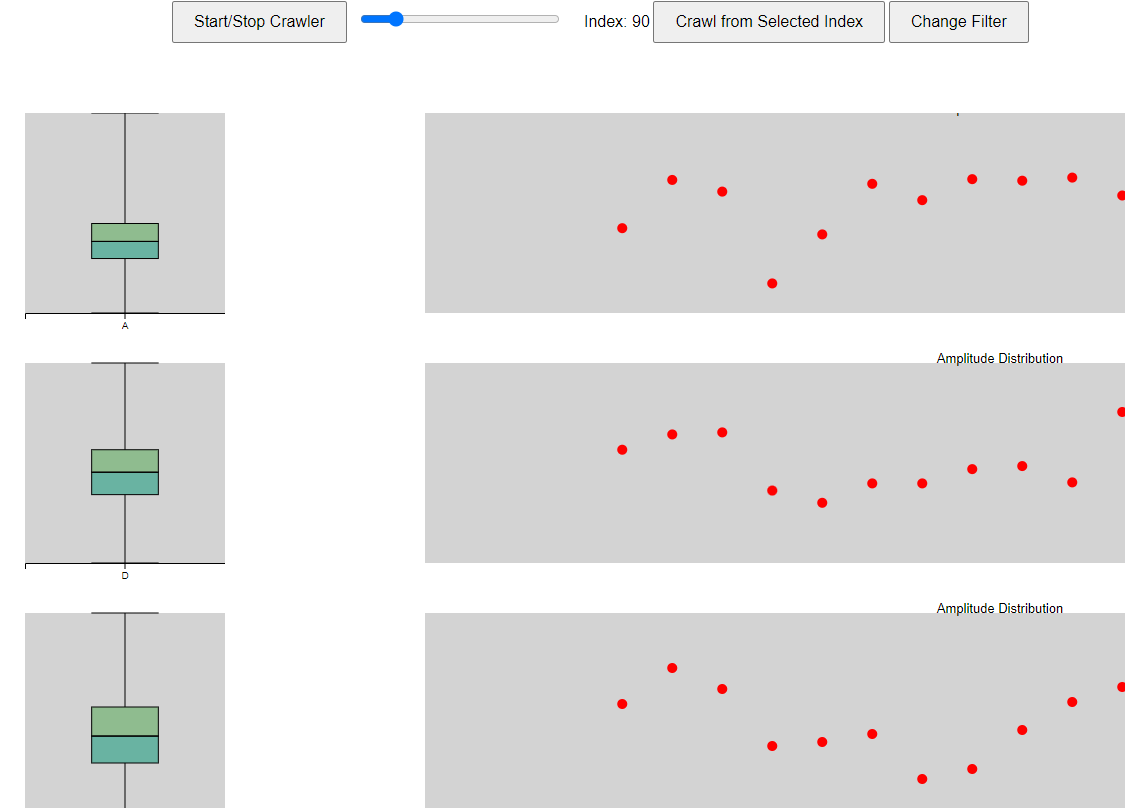 Start/Stop Crawler Index: 90 Crawl from Selected Index Change Filter
A
Amplitude Distribution
D
Amplitude Distribution